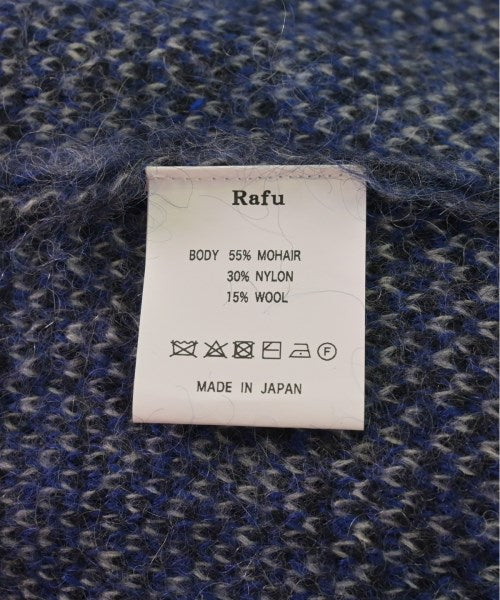 Rafu
BODY 55% MOHAIR
30% NYLON
15% WOOL
F
MADE IN JAPAN